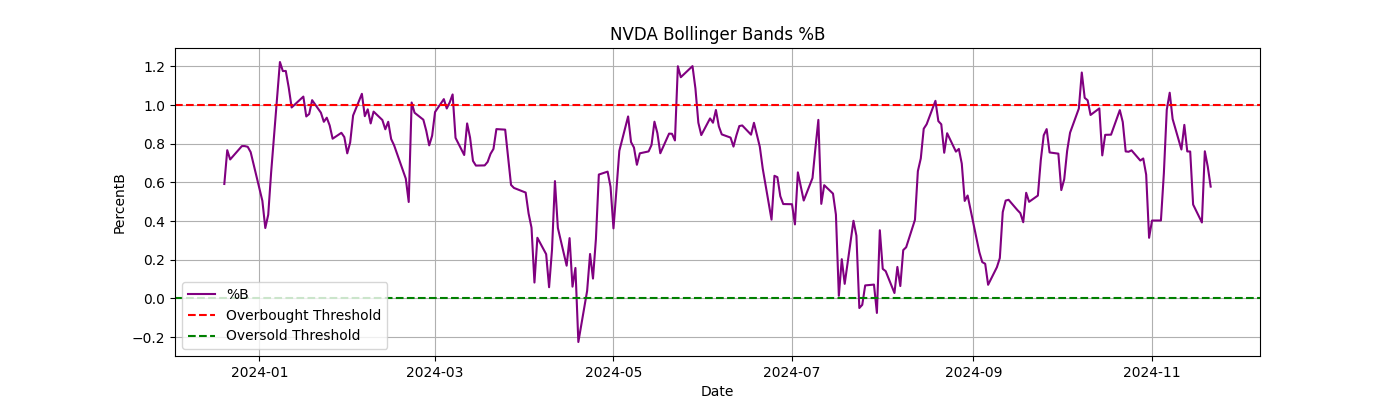 NVDA Bollinger Bands %B
PercentB
1.2
1.0
0.8
0.6
0.4
0.2
0.0
−0.2
%B
Overbought Threshold
Oversold Threshold
2024-01 2024-03 2024-05 2024-07 2024-09 2024-11
Date